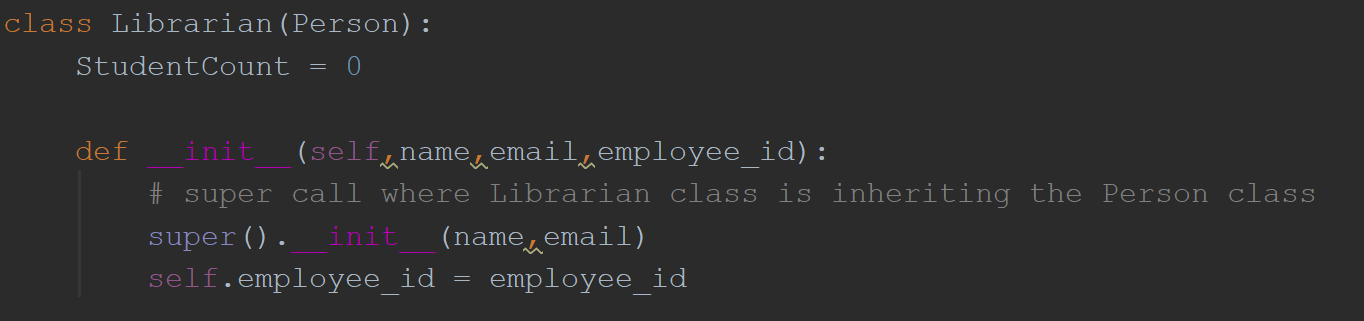 class Librarian(Person):
    StudentCount = 0

    def __init__(self,name,email,employee_id):
        # super call where Librarian class is inheriting the Person class
        super().__init__(name,email)
        self.employee_id = employee_id